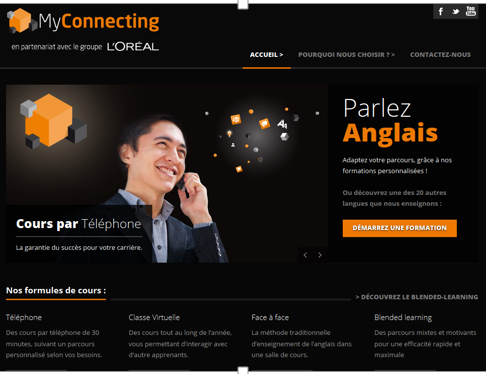 MyConnecting
en partenariat avec le groupe L'ORÉAL
f You Tube
ACCUEIL > POURQUOI NOUS CHOISIR ? > CONTACTEZ-NOUS
Parlez
Anglais
Adaptez votre parcours, grâce à nos
formations personnalisées !
Ou découvrez une des 20 autres
langues que nous enseignons :
DÉMARREZ UNE FORMATION
Cours par Téléphone
La garantie du succès pour votre carrière.
Nos formules de cours :
> DÉCOUVREZ LE BLENDED-LEARNING
Téléphone
Des cours par téléphone de 30
minutes, suivant un parcours
personnalisé selon vos besoins.
Classe Virtuelle
Des cours tout au long de l'année,
vous permettant d'interagir avec
d'autre apprenants.
Face à face
La méthode traditionnelle
d'enseignement de l'anglais dans
une salle de cours.
Blended learning
Des parcours mixtes et motivants
pour une efficacité rapide et
maximale